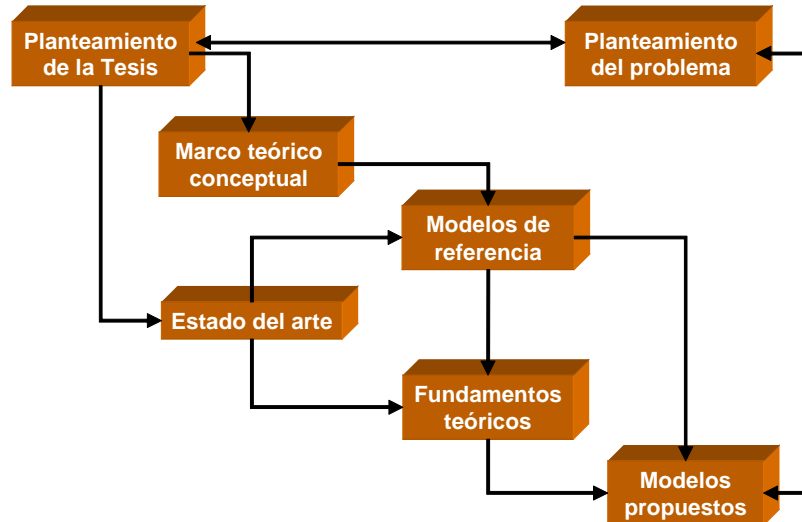 Planteamiento
de la Tesis
Planteamiento
del problema
Marco teórico
conceptual
Modelos de
referencia
Estado del arte
Fundamentos
teóricos
Modelos
propuestos